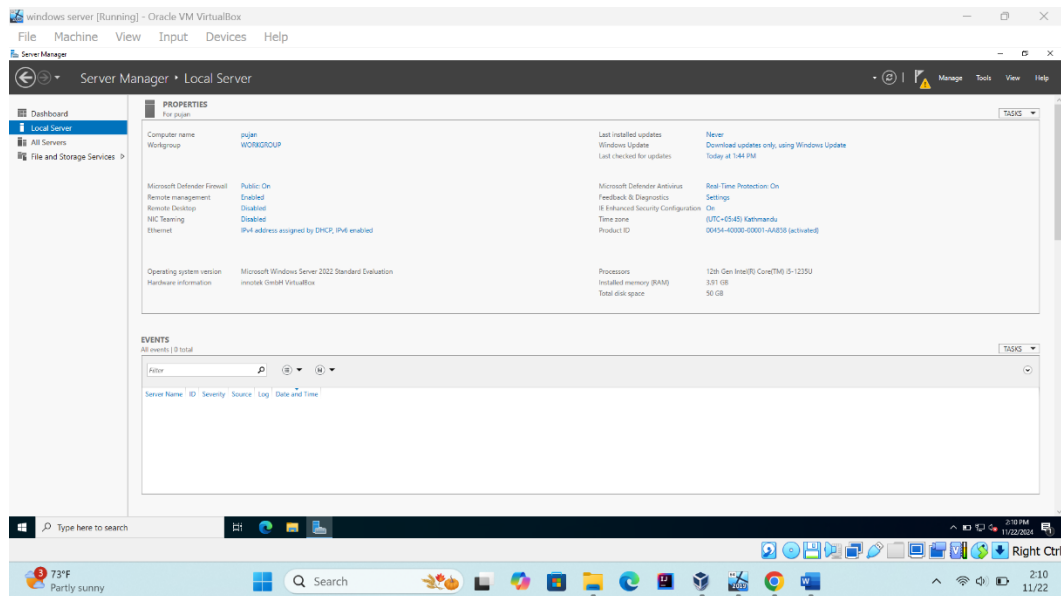 windows server [Running] - Oracle VM VirtualBox
File Machine View Input Devices Help
Server Manager
Server Manager ‣ Local Server
Manage Tools View Help
Dashboard
Local Server
All Servers
File and Storage Services
PROPERTIES
For pujan
TASKS
Computer name pujan
Workgroup WORKGROUP
Last installed updates Never
Windows Update Download updates only, using Windows Update
Last checked for updates Today at 1:44 PM
Microsoft Defender Firewall Public: On
Remote management Enabled
Remote Desktop Disabled
NIC Teaming Disabled
Ethernet IPv4 address assigned by DHCP, IPv6 enabled
Microsoft Defender Antivirus Real-Time Protection: On
Feedback & Diagnostics Settings
IE Enhanced Security Configuration On
Time zone (UTC+05:45) Kathmandu
Product ID 00454-40000-00001-AA858 (activated)
Operating system version Microsoft Windows Server 2022 Standard Evaluation
Hardware information innotek GmbH VirtualBox
Processors 12th Gen Intel(R) Core(TM) i5-1235U
Installed memory (RAM) 3.91 GB
Total disk space 50 GB
EVENTS
All events | 0 total
TASKS
Filter
Server Name ID Severity Source Log Date and Time
Type here to search
2:10 PM
11/22/2024
Right Ctrl
3
73°F
Partly sunny
Search
2:10
11/22